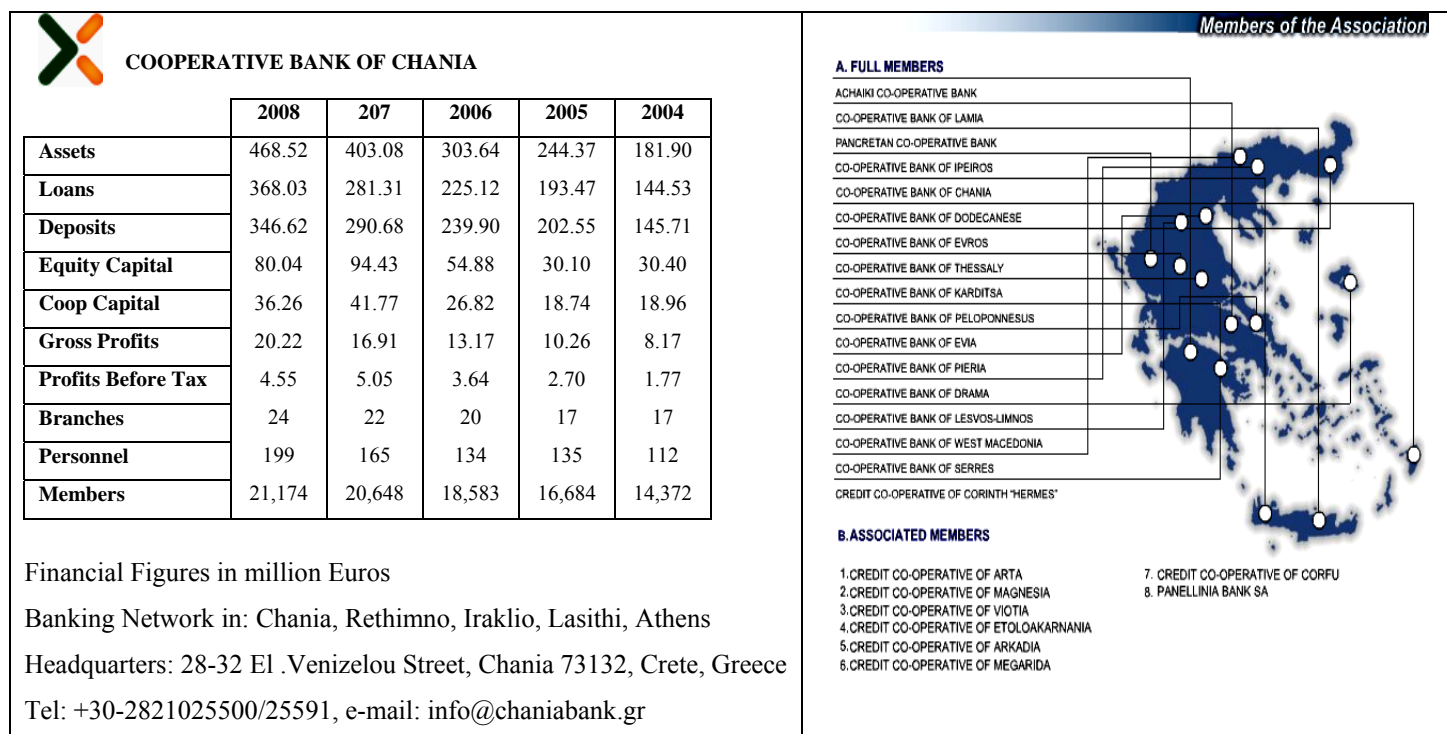 COOPERATIVE BANK OF CHANIA
2008 207 2006 2005 2004
Assets 468.52 403.08 303.64 244.37 181.90
Loans 368.03 281.31 225.12 193.47 144.53
Deposits 346.62 290.68 239.90 202.55 145.71
Equity Capital 80.04 94.43 54.88 30.10 30.40
Coop Capital 36.26 41.77 26.82 18.74 18.96
Gross Profits 20.22 16.91 13.17 10.26 8.17
Profits Before Tax 4.55 5.05 3.64 2.70 1.77
Branches 24 22 20 17 17
Personnel 199 165 134 135 112
Members 21,174 20,648 18,583 16,684 14,372
Financial Figures in million Euros
Banking Network in: Chania, Rethimno, Iraklio, Lasithi, Athens
Headquarters: 28-32 El .Venizelou Street, Chania 73132, Crete, Greece
Tel: +30-2821025500/25591, e-mail: info@chaniabank.gr
Members of the Association
A. FULL MEMBERS
ACHAIKI CO-OPERATIVE BANK
CO-OPERATIVE BANK OF LAMIA
PANCRETAN CO-OPERATIVE BANK
CO-OPERATIVE BANK OF IPEIROS
CO-OPERATIVE BANK OF CHANIA
CO-OPERATIVE BANK OF DODECANESE
CO-OPERATIVE BANK OF EVROS
CO-OPERATIVE BANK OF THESSALY
CO-OPERATIVE BANK OF KARDITSA
CO-OPERATIVE BANK OF PELOPONNESUS
CO-OPERATIVE BANK OF EVIA
CO-OPERATIVE BANK OF PIERIA
CO-OPERATIVE BANK OF DRAMA
CO-OPERATIVE BANK OF LESVOS-LIMNOS
CO-OPERATIVE BANK OF WEST MACEDONIA
CO-OPERATIVE BANK OF SERRES
CREDIT CO-OPERATIVE OF CORINTH "HERMES"
B.ASSOCIATED MEMBERS
1.CREDIT CO-OPERATIVE OF ARTA
2.CREDIT CO-OPERATIVE OF MAGNESIA
3.CREDIT CO-OPERATIVE OF VIOTIA
4.CREDIT CO-OPERATIVE OF ETOLOAKARNANIA
5.CREDIT CO-OPERATIVE OF ARKADIA
6.CREDIT CO-OPERATIVE OF MEGARIDA
7. CREDIT CO-OPERATIVE OF CORFU
8. PANELLINIA BANK SA